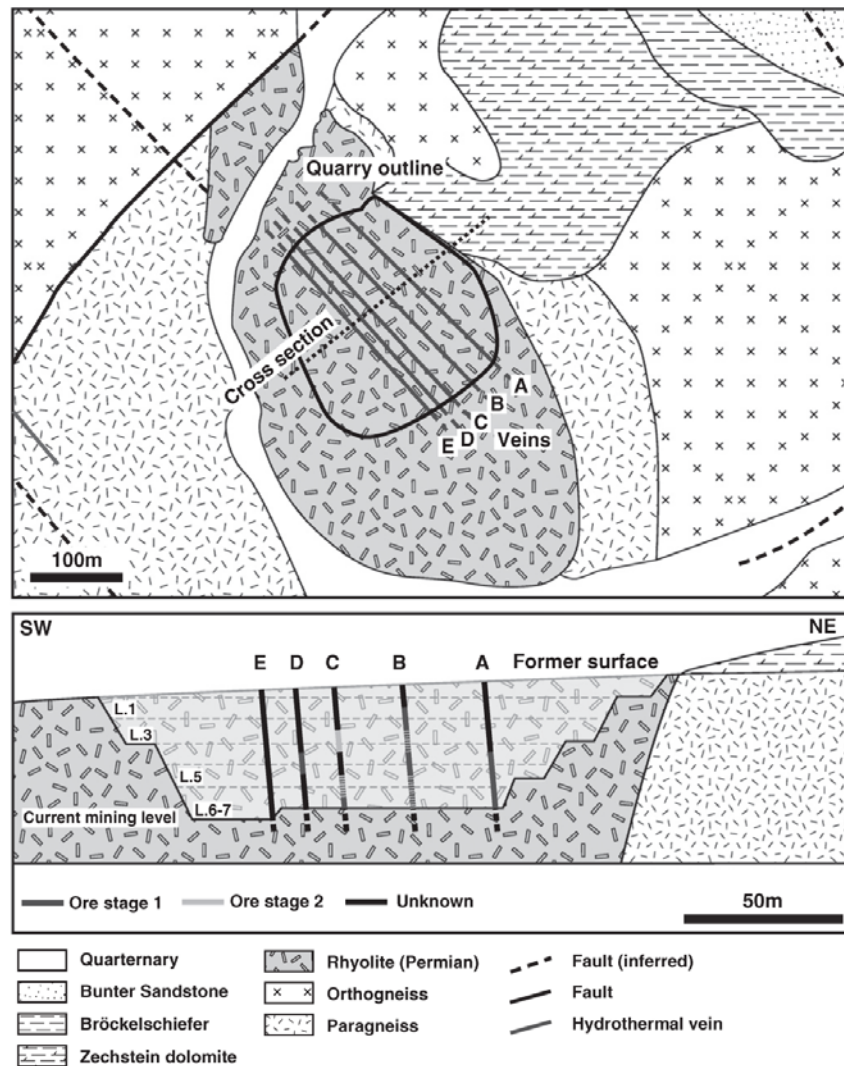 Quarry outline
Cross section
A
B
C
D
E
Veins
100m
SW
NE
E D C B A Former surface
L.1
L.3
L.5
L.6-7
Current mining level
Ore stage 1 Ore stage 2 Unknown
50m
Quarternary Rhyolite (Permian) Fault (inferred)
Bunter Sandstone Orthogneiss Fault
Bröckelschiefer Paragneiss Hydrothermal vein
Zechstein dolomite